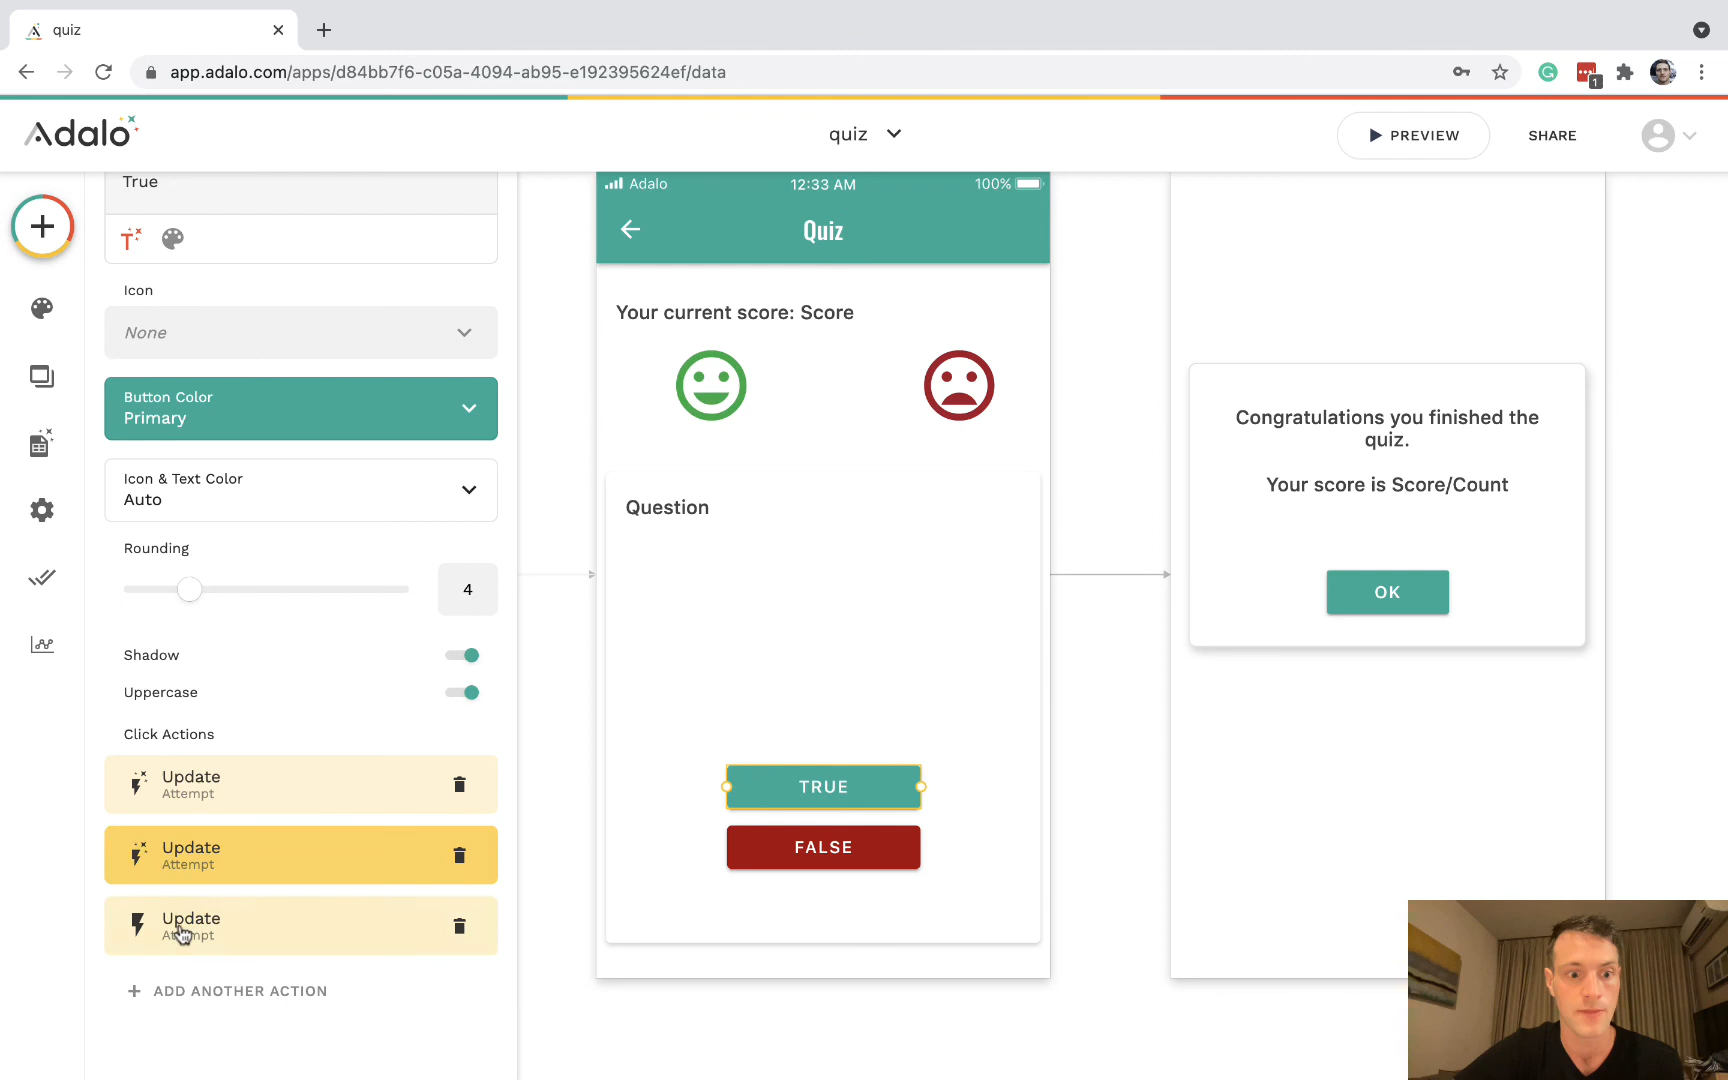 quiz
app.adalo.com/apps/d84bb7f6-c05a-4094-ab95-e192395624ef/data
1
Adalo
quiz
PREVIEW
SHARE
True
Icon
None
Button Color
Primary
Icon & Text Color
Auto
Rounding
4
Shadow
Uppercase
Click Actions
Update
Attempt
Update
Attempt
Update
Attempt
+ ADD ANOTHER ACTION
Adalo 12:33 AM 100%
Quiz
Your current score: Score
Question
TRUE
FALSE
Congratulations you finished the
quiz.
Your score is Score/Count
OK